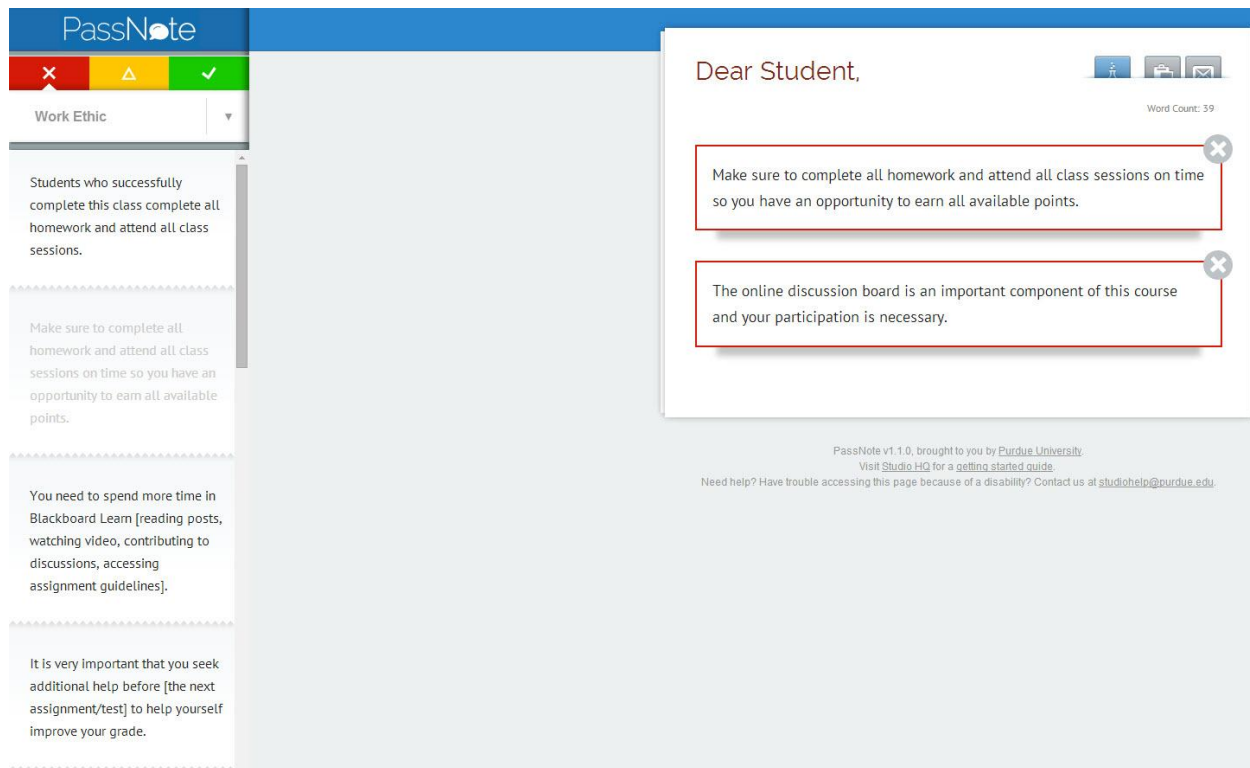 PassNote
Work Ethic
Students who successfully
complete this class complete all
homework and attend all class
sessions.
Make sure to complete all
homework and attend all class
sessions on time so you have an
opportunity to earn all available
points.
You need to spend more time in
Blackboard Learn [reading posts,
watching video, contributing to
discussions, accessing
assignment guidelines].
It is very important that you seek
additional help before [the next
assignment/test] to help yourself
improve your grade.
Dear Student,
Word Count: 39
Make sure to complete all homework and attend all class sessions on time
so you have an opportunity to earn all available points.
The online discussion board is an important component of this course
and your participation is necessary.
PassNote v1.1.0, brought to you by Purdue University.
Visit Studio HQ for a getting started guide.
Need help? Have trouble accessing this page because of a disability? Contact us at studiohelp@purdue.edu.